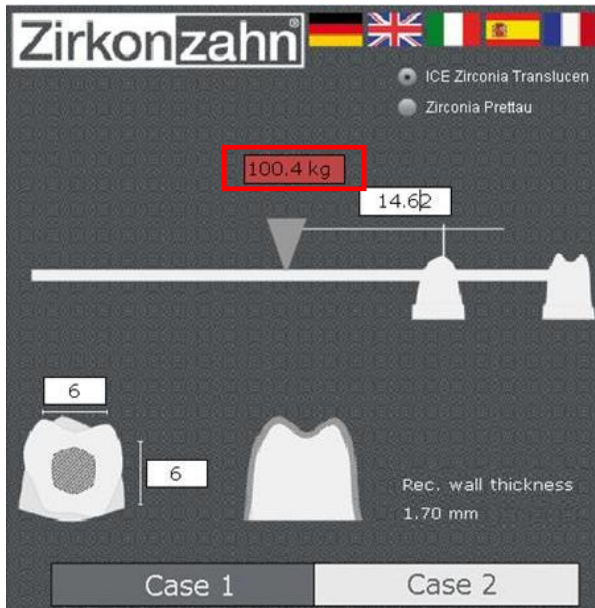 Zirkonzahn®
ICE Zirconia Translucen
Zirconia Prettau
100.4 kg
14.62
6
6
Rec. wall thickness
1.70 mm
Case 1
Case 2